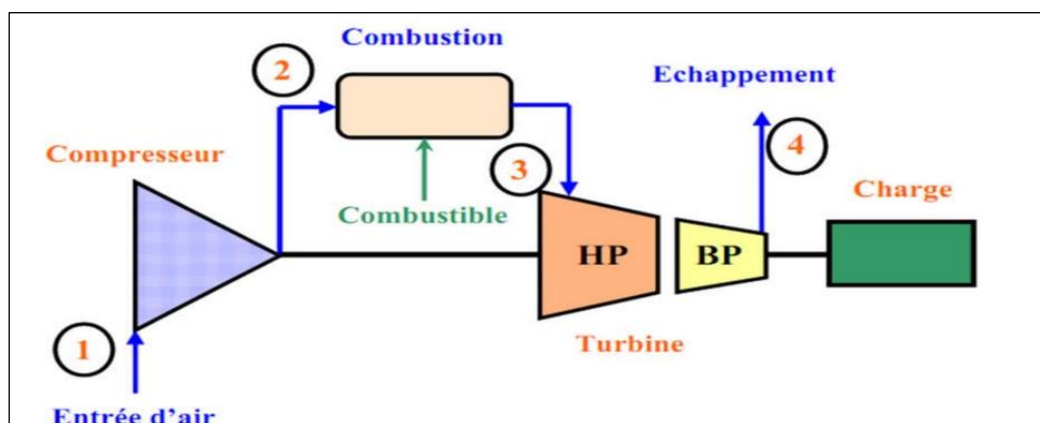 Combustion
2
Echappement
Compresseur
4
3
Charge
Combustible
HP
BP
1
Turbine
Entrée d'air